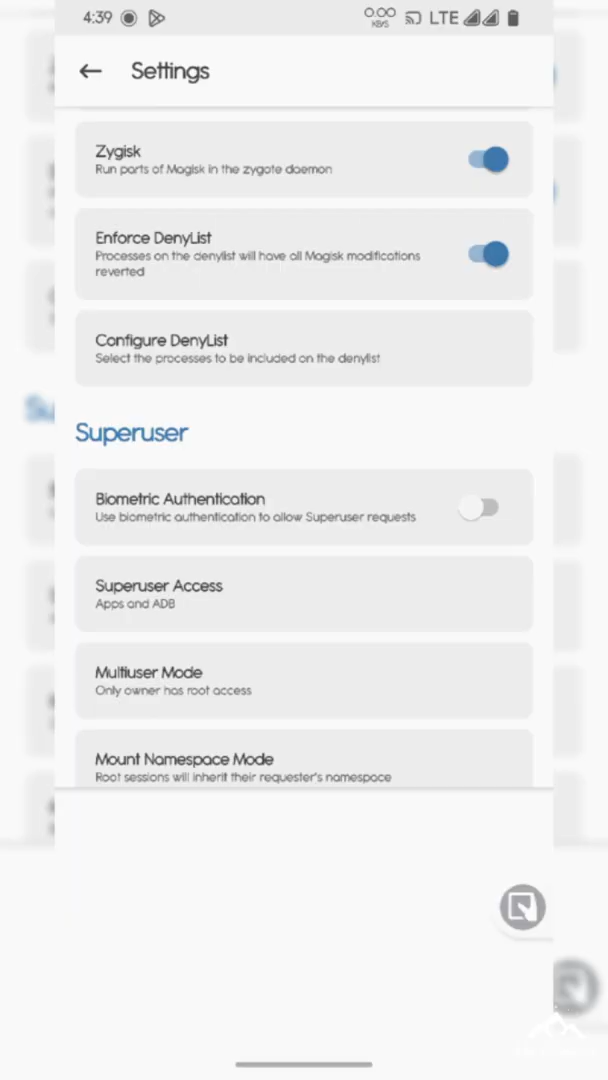 4:39 0.00 KB/S LTE
Settings
Zygisk
Run parts of Magisk in the zygote daemon
Enforce DenyList
Processes on the denylist will have all Magisk modifications
reverted
Configure DenyList
Select the processes to be included on the denylist
Su
Superuser
Biometric Authentication
Use biometric authentication to allow Superuser requests
Superuser Access
Apps and ADB
Multiuser Mode
Only owner has root access
Mount Namespace Mode
Root sessions will inherit their requester's namespace